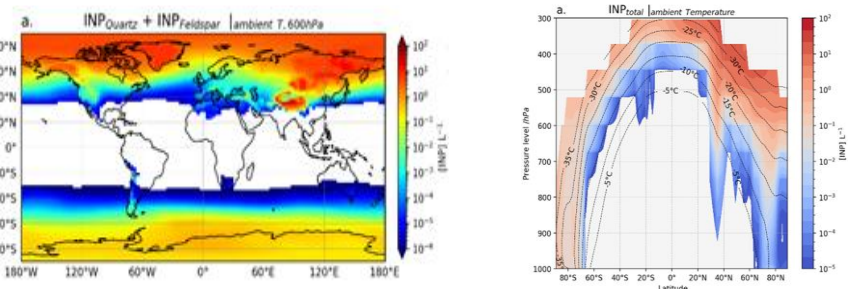 a. INP_Quartz + INP_Feldspar |ambient T, 600hPa
0°N
0°N
0°N
0°
0°S
0°S
0°S
180°W 120°W 60°W 0° 60°E 120°E 180°E
10^2
10^1
10^0
10^-1
10^-2
10^-3
10^-4
10^-5
10^-6
[INP] L^-1
a. INP_total |ambient Temperature
Pressure level /hPa
300
400
500
600
700
800
900
1000
-25°C
-30°C
-10°C
-20°C
-30°C
-15°C
-5°C
-35°C
-5°C
-5°C
-35°
80°S 60°S 40°S 20°S 0° 20°N 40°N 60°N 80°N
Latitude
10^2
10^1
10^0
10^-1
10^-2
10^-3
10^-4
10^-5
[INP] L^-1